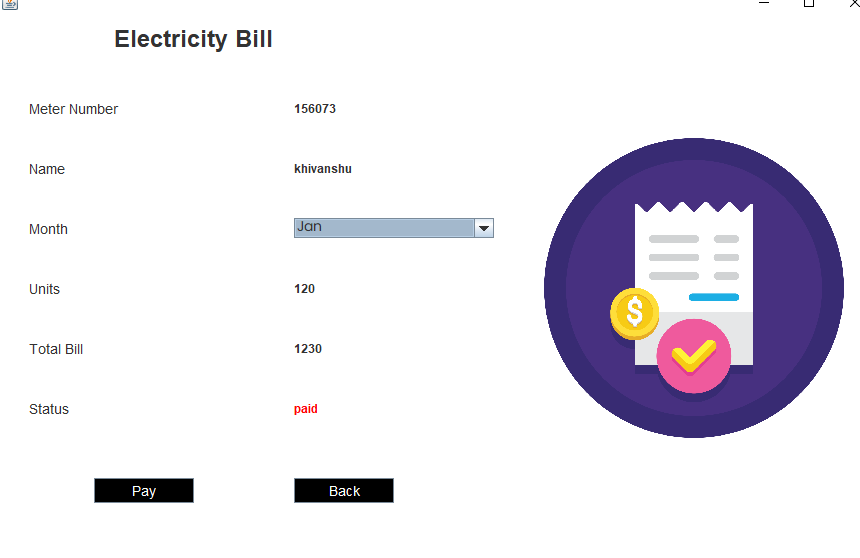 Electricity Bill
Meter Number 156073
Name khivanshu
Month Jan
Units 120
Total Bill 1230
Status paid
Pay Back
$